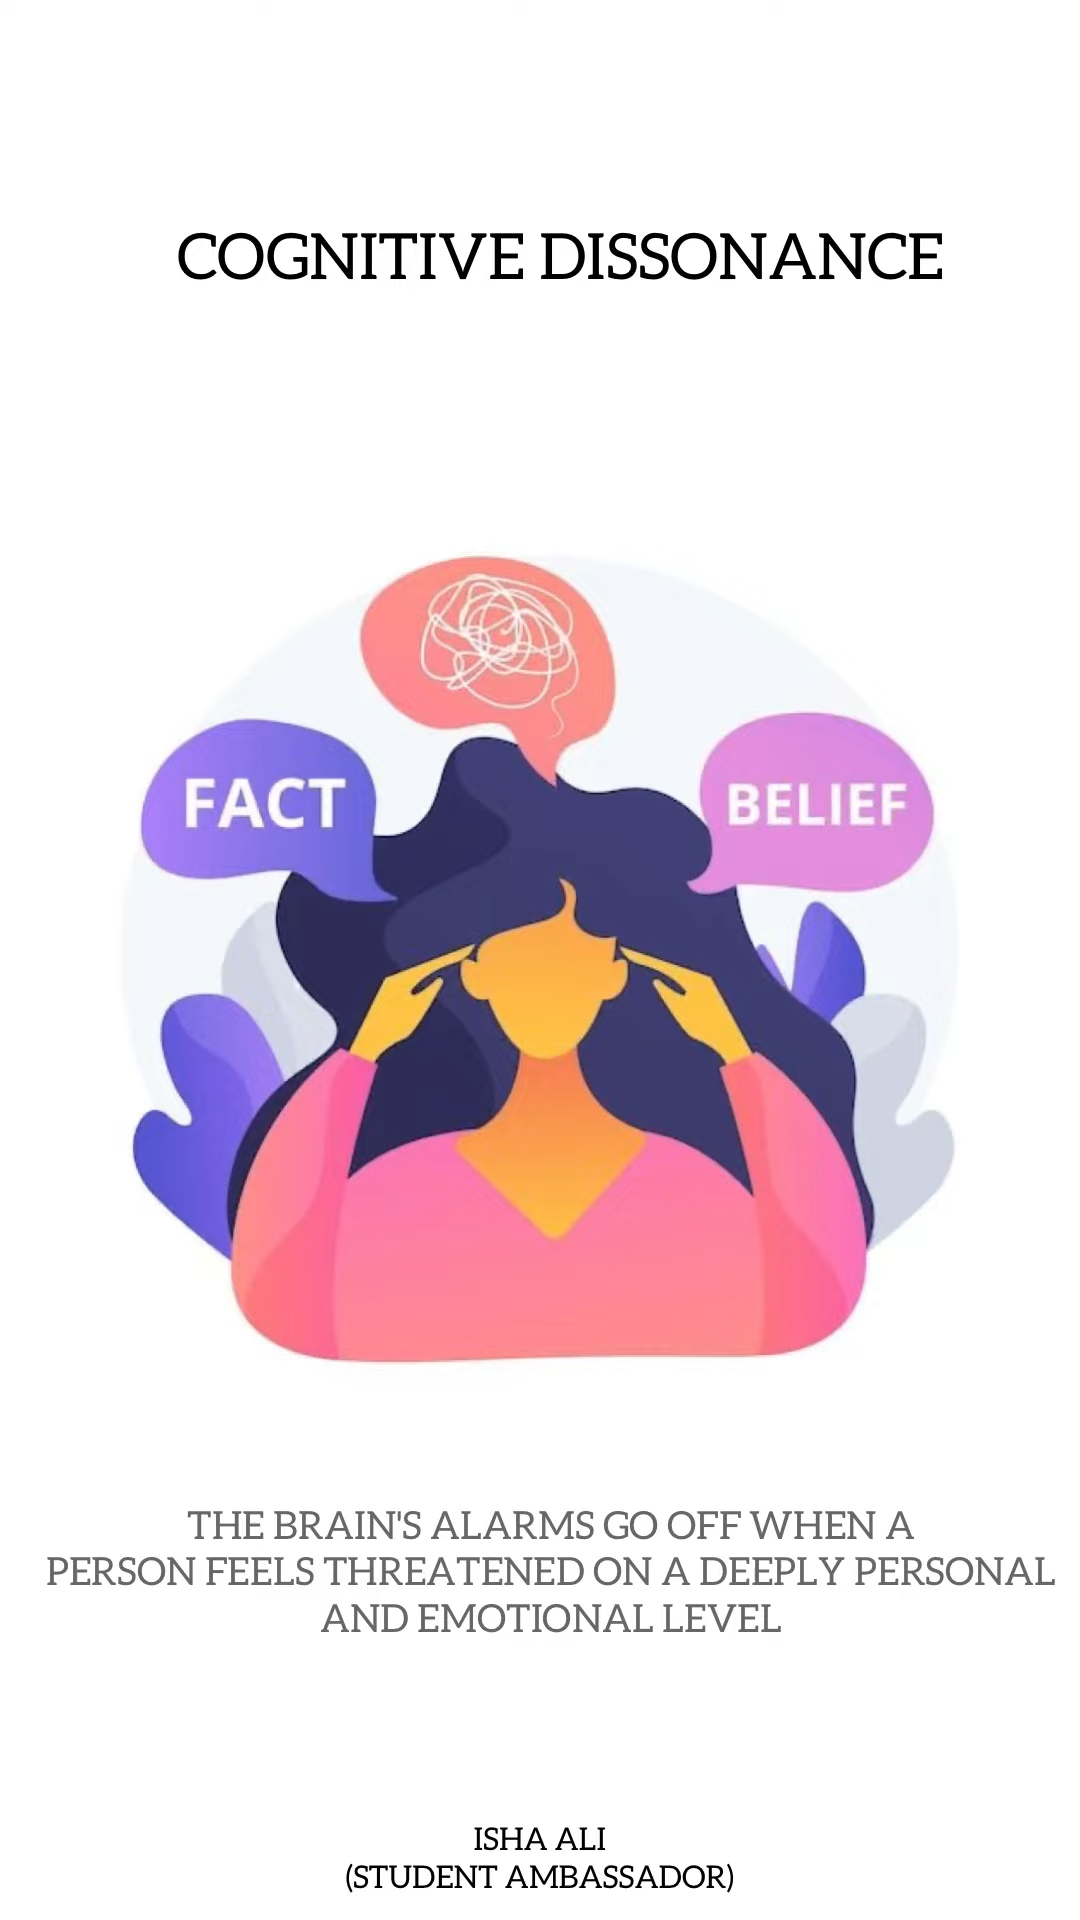 COGNITIVE DISSONANCE
FACT
BELIEF
THE BRAIN'S ALARMS GO OFF WHEN A
PERSON FEELS THREATENED ON A DEEPLY PERSONAL
AND EMOTIONAL LEVEL
ISHA ALI
(STUDENT AMBASSADOR)